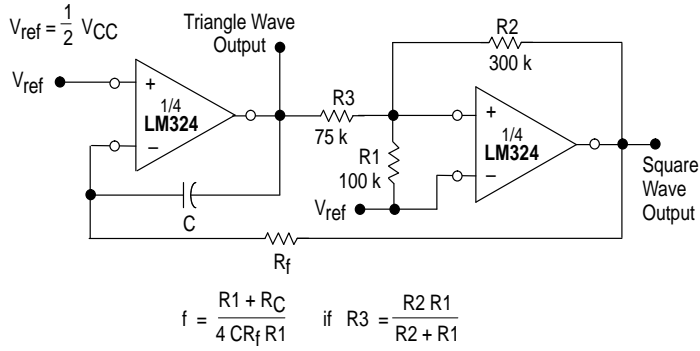 V_ref = 1/2 V_CC
Triangle Wave
Output
R2
300 k
V_ref
+
1/4
LM324
−
R3
75 k
+
1/4
LM324
−
R1
100 k
Square
Wave
Output
C
V_ref
R_f
f = (R1 + R_C) / (4 CR_f R1) if R3 = (R2 R1) / (R2 + R1)